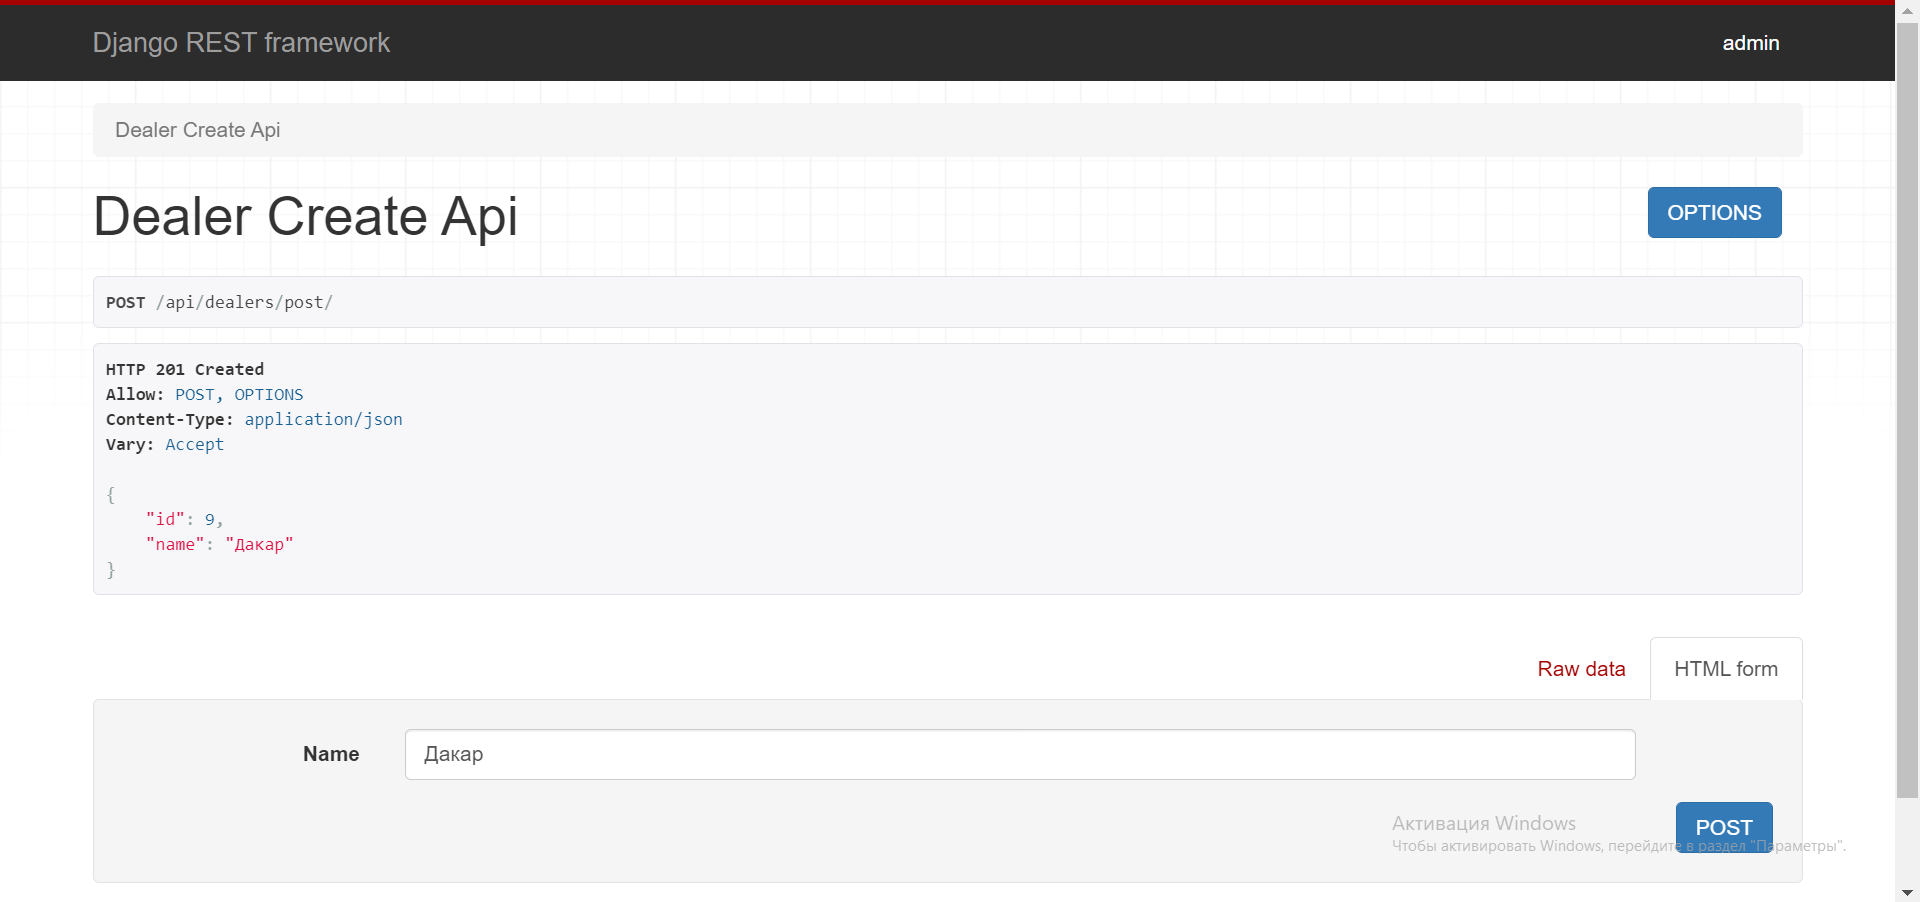 Django REST framework
admin
Dealer Create Api
Dealer Create Api
OPTIONS
POST /api/dealers/post/
HTTP 201 Created
Allow: POST, OPTIONS
Content-Type: application/json
Vary: Accept
{
"id": 9,
"name": "Дакар"
}
Raw data
HTML form
Name
Дакар
POST
Активация Windows
Чтобы активировать Windows, перейдите в раздел "Параметры".